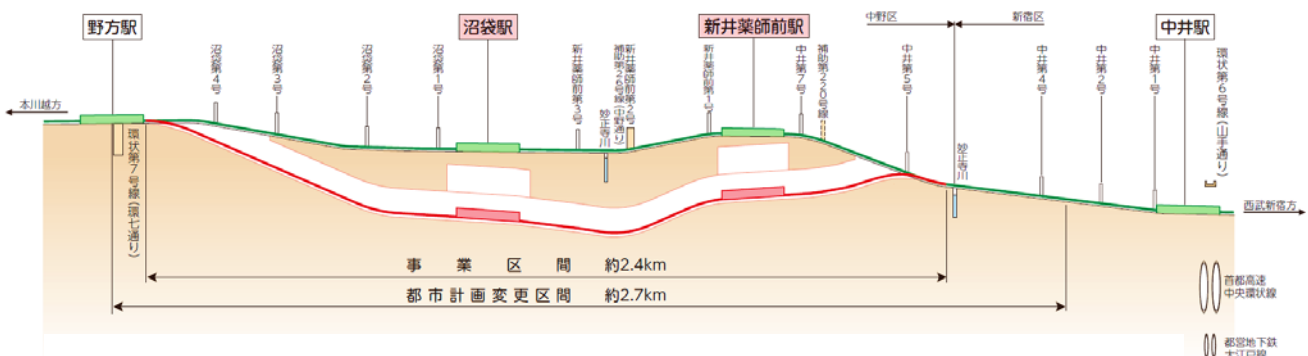 野方駅
沼袋駅
新井薬師前駅
中野区
新宿区
中井駅
本川越方
沼袋第4号
沼袋第3号
沼袋第2号
沼袋第1号
新井薬師前第3号
妙正寺川
補助第26号線(中野通り)
新井薬師前第2号
新井薬師前第1号
中井第7号
補助第220号線
中井第5号
妙正寺川
中井第4号
中井第2号
中井第1号
環状第6号線(山手通り)
西武新宿方
環状第7号線(環七通り)
事業区間 約2.4km
都市計画変更区間 約2.7km
首都高速
中央環状線
都営地下鉄
大江戸線